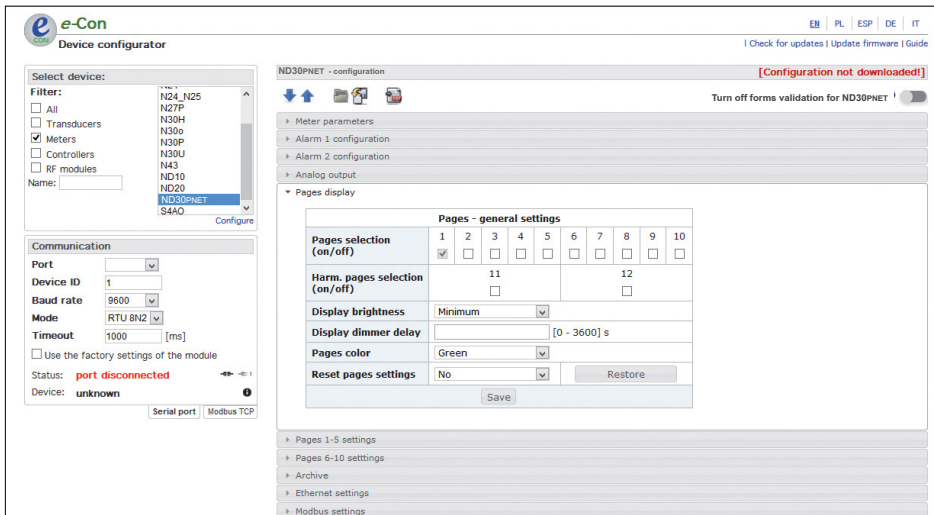 e e-Con
CON Device configurator
EN | PL | ESP | DE | IT
| Check for updates | Update firmware | Guide
Select device:
Filter:
All
Transducers
Meters
Controllers
RF modules
Name:
N24_N25
N27P
N30H
N30o
N30P
N30U
N43
ND10
ND20
ND30PNET
S4AO
Configure
Communication
Port
Device ID 1
Baud rate 9600
Mode RTU 8N2
Timeout 1000 [ms]
Use the factory settings of the module
Status: port disconnected
Device: unknown
Serial port Modbus TCP
ND30PNET - configuration [Configuration not downloaded!]
Turn off forms validation for ND30PNET
Meter parameters
Alarm 1 configuration
Alarm 2 configuration
Analog output
Pages display
Pages - general settings
Pages selection (on/off) 1 2 3 4 5 6 7 8 9 10
Harm. pages selection (on/off) 11 12
Display brightness Minimum
Display dimmer delay [0 - 3600] s
Pages color Green
Reset pages settings No Restore
Save
Pages 1-5 settings
Pages 6-10 setttings
Archive
Ethernet settings
Modbus settings